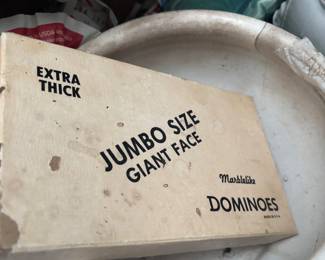 EXTRA
THICK
JUMBO SIZE
GIANT FACE
Marblelike
DOMINOES